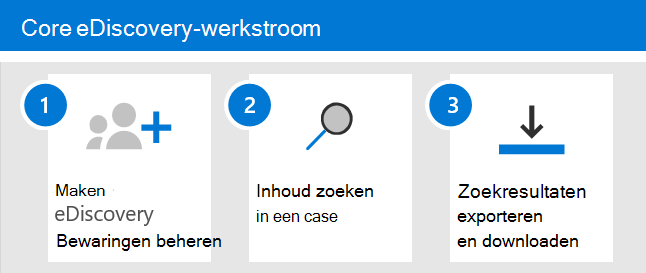 Core eDiscovery-werkstroom
1
2
3
Maken
eDiscovery
Bewaringen beheren
Inhoud zoeken
in een case
Zoekresultaten
exporteren
en downloaden